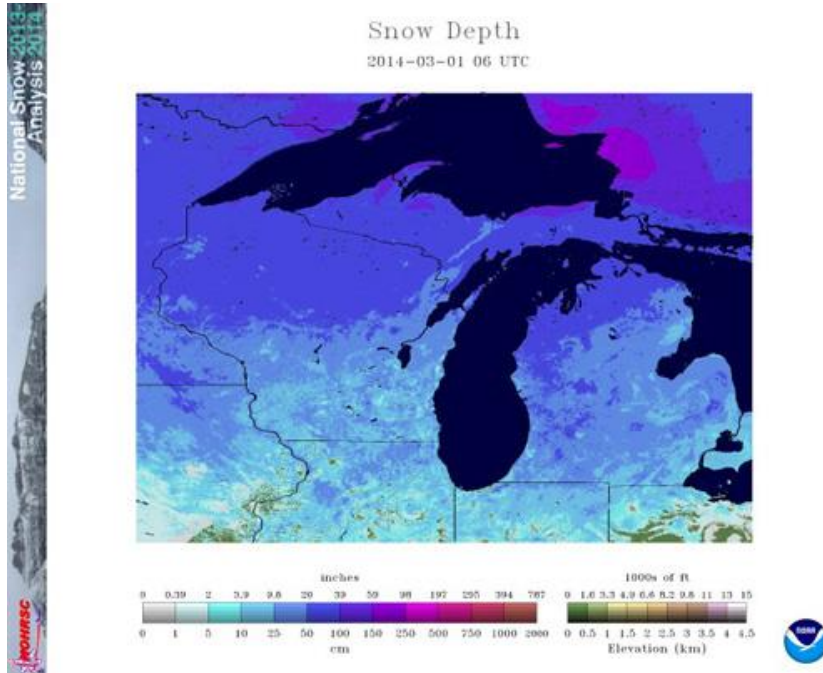 National Snow 2013-
Analysis 2014
NOHRSC
Snow Depth
2014-03-01 06 UTC
inches
0 0.39 2 3.9 9.8 20 39 59 98 197 295 394 787
0 1 5 10 25 50 100 150 250 500 750 1000 2000
cm
1000s of ft
0 1.6 3.3 4.9 6.6 8.2 9.8 11 13 15
0 0.5 1 1.5 2 2.5 3 3.5 4 4.5
Elevation (km)
noaa